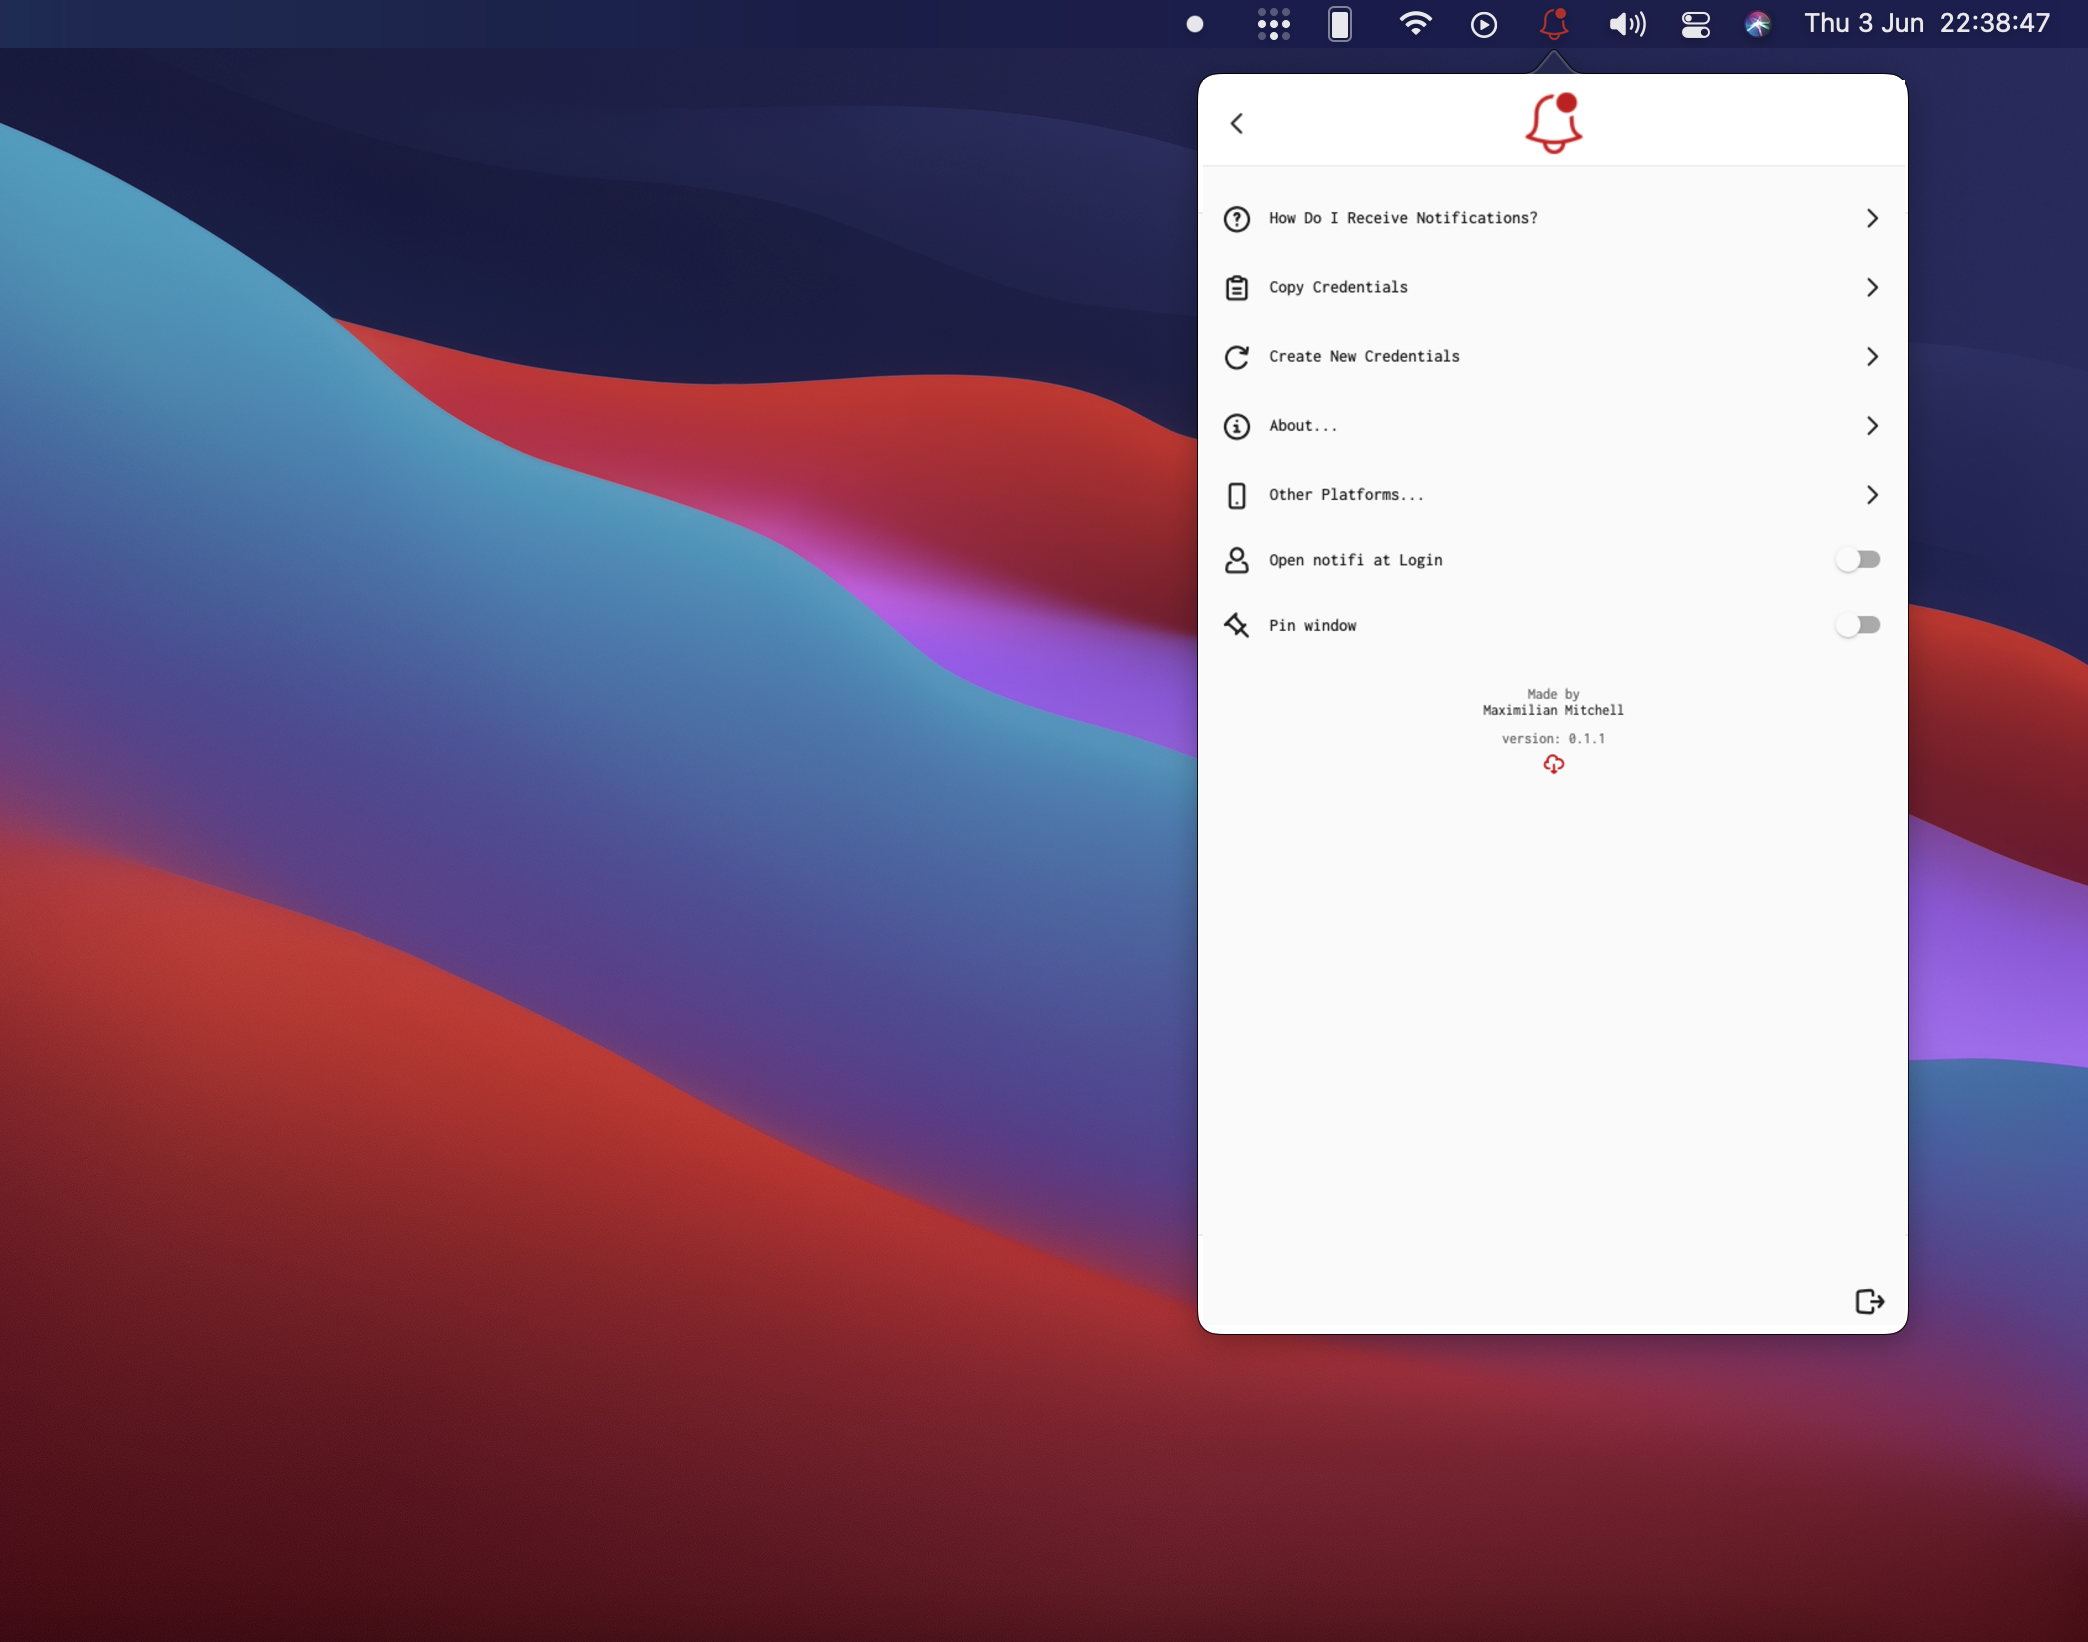 Thu 3 Jun 22:38:47
How Do I Receive Notifications?
Copy Credentials
Create New Credentials
About...
Other Platforms...
Open notifi at Login
Pin window
Made by
Maximilian Mitchell
version: 0.1.1